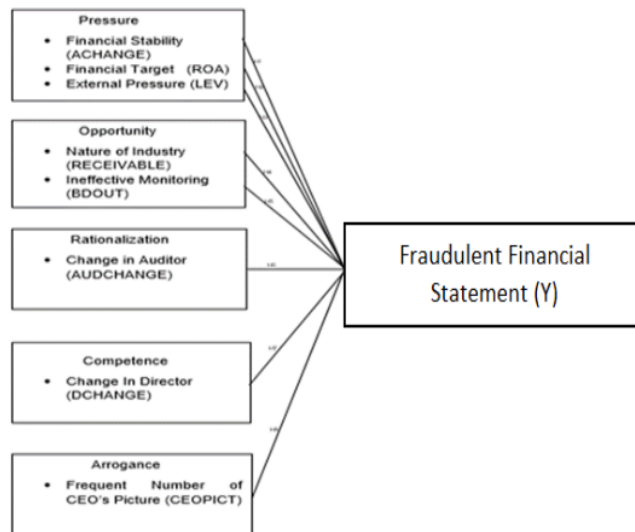 Pressure
• Financial Stability
(ACHANGE)
• Financial Target (ROA)
• External Pressure (LEV)
Opportunity
• Nature of Industry
(RECEIVABLE)
• Ineffective Monitoring
(BDOUT)
Rationalization
• Change in Auditor
(AUDCHANGE)
Competence
• Change In Director
(DCHANGE)
Arrogance
• Frequent Number of
CEO's Picture (CEOPICT)
Fraudulent Financial
Statement (Y)